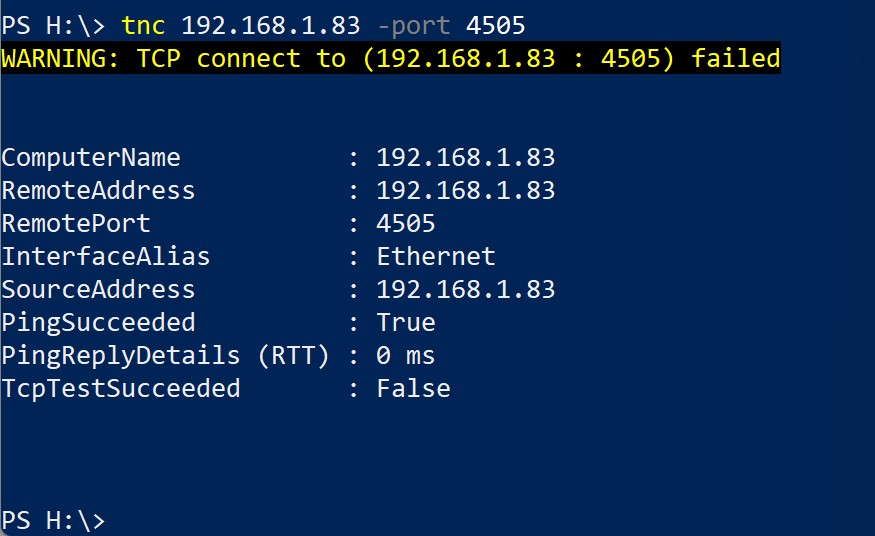 PS H:\> tnc 192.168.1.83 -port 4505
WARNING: TCP connect to (192.168.1.83 : 4505) failed
ComputerName           : 192.168.1.83
RemoteAddress          : 192.168.1.83
RemotePort             : 4505
InterfaceAlias         : Ethernet
SourceAddress          : 192.168.1.83
PingSucceeded          : True
PingReplyDetails (RTT) : 0 ms
TcpTestSucceeded       : False
PS H:\>